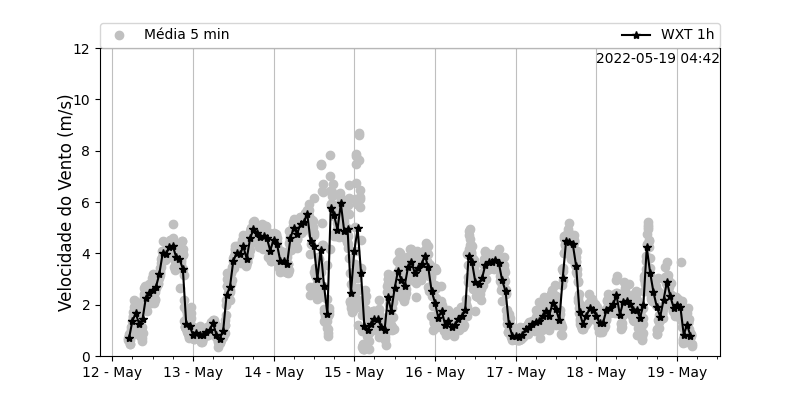 Média 5 min
WXT 1h
2022-05-19 04:42
Velocidade do Vento (m/s)
12
10
8
6
4
2
0
12 - May
13 - May
14 - May
15 - May
16 - May
17 - May
18 - May
19 - May